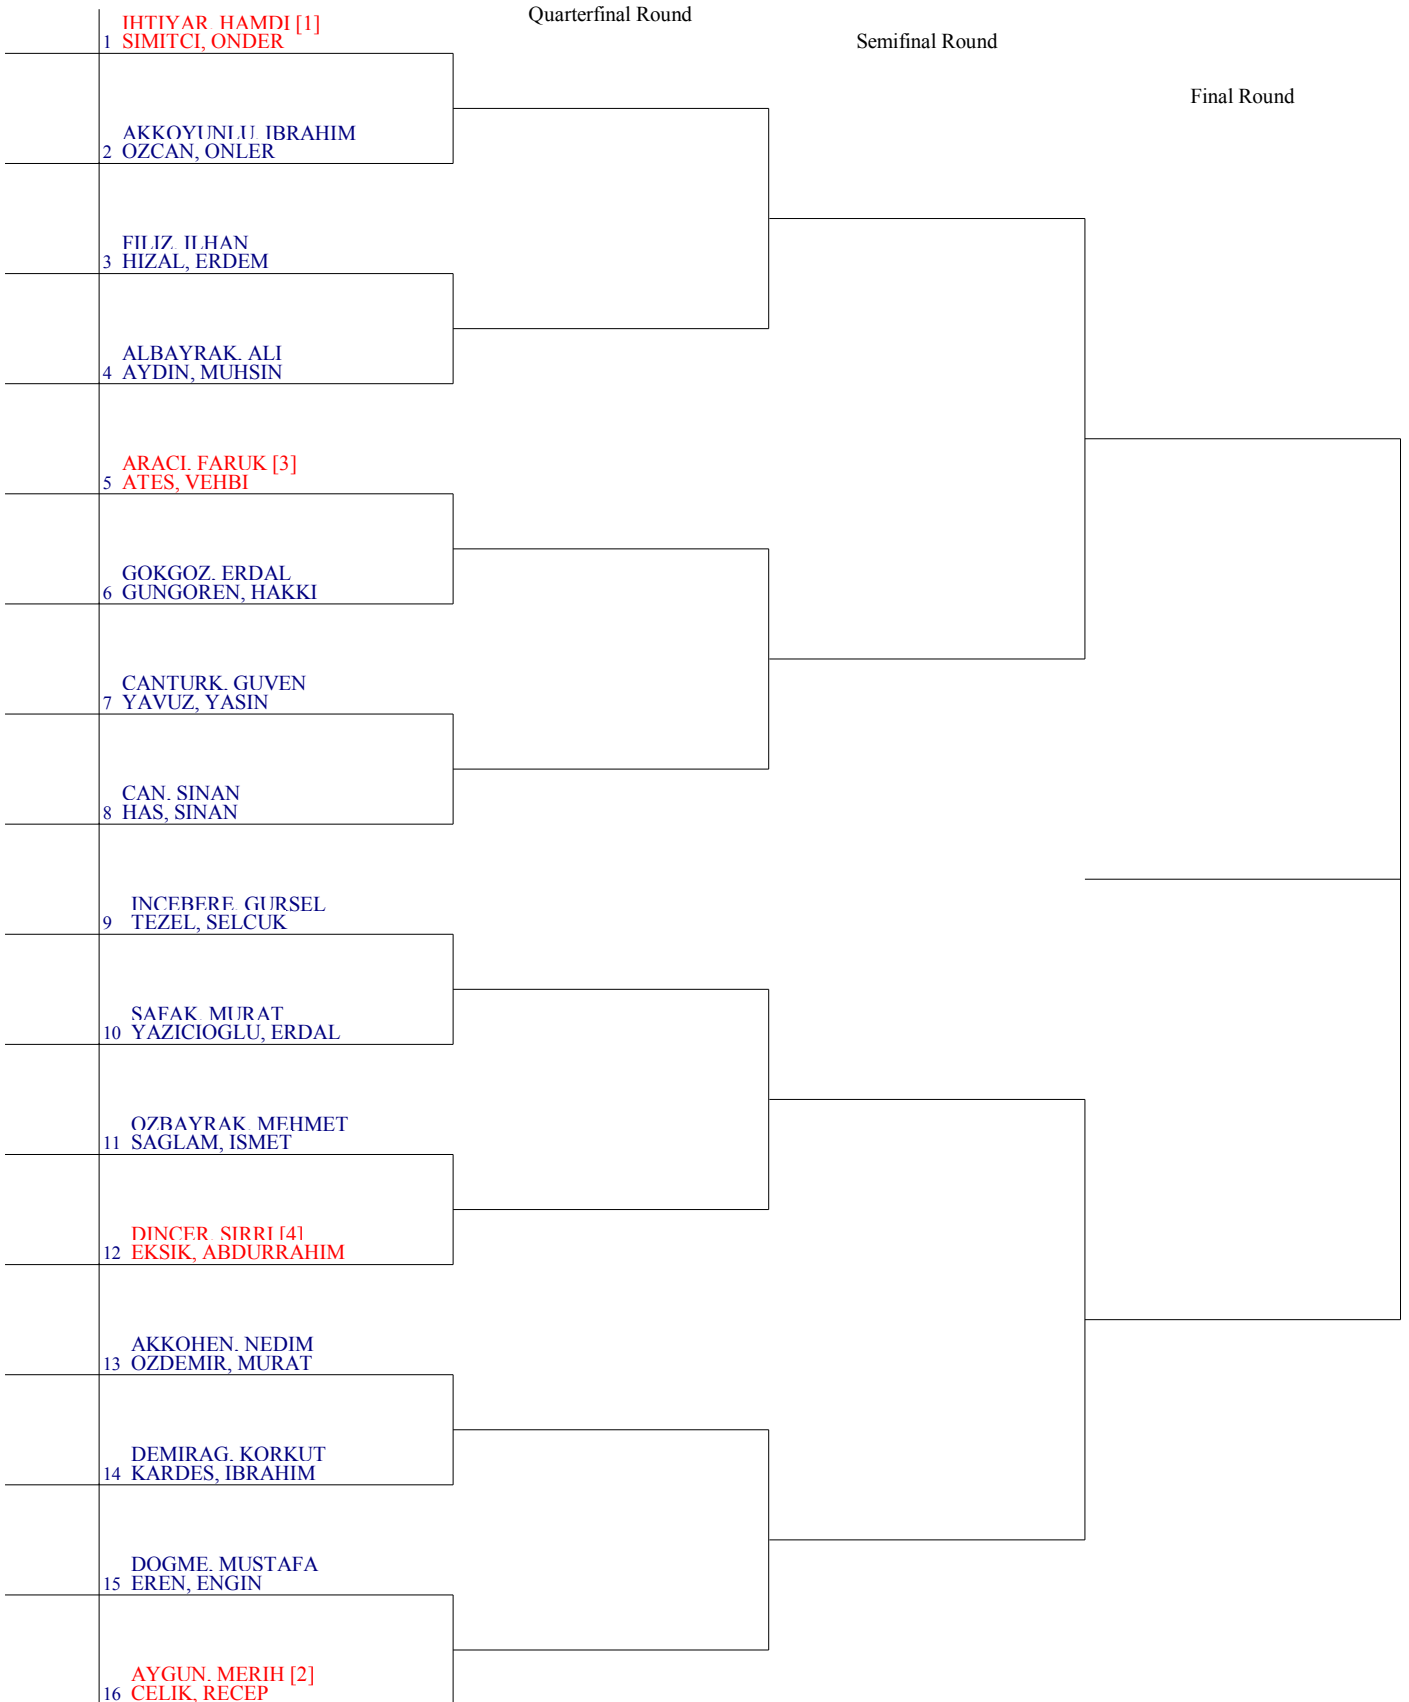 Quarterfinal Round
Semifinal Round
Final Round
IHTIYAR, HAMDI [1]
1 SIMITCI, ONDER
AKKOYUNLU, IBRAHIM
2 OZCAN, ONLER
FILIZ, ILHAN
3 HIZAL, ERDEM
ALBAYRAK, ALI
4 AYDIN, MUHSIN
ARACI, FARUK [3]
5 ATES, VEHBI
GOKGOZ, ERDAL
6 GUNGOREN, HAKKI
CANTURK, GUVEN
7 YAVUZ, YASIN
CAN, SINAN
8 HAS, SINAN
INCEBERE, GURSEL
9 TEZEL, SELCUK
SAFAK, MURAT
10 YAZICIOGLU, ERDAL
OZBAYRAK, MEHMET
11 SAGLAM, ISMET
DINCER, SIRRI [4]
12 EKSIK, ABDURRAHIM
AKKOHEN, NEDIM
13 OZDEMIR, MURAT
DEMIRAG, KORKUT
14 KARDES, IBRAHIM
DOGME, MUSTAFA
15 EREN, ENGIN
AYGUN, MERIH [2]
16 CELIK, RECEP